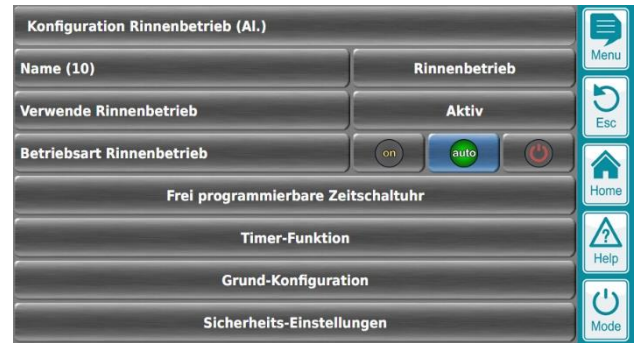 Konfiguration Rinnenbetrieb (Al.)
Name (10) Rinnenbetrieb
Verwende Rinnenbetrieb Aktiv
Betriebsart Rinnenbetrieb on auto
Frei programmierbare Zeitschaltuhr
Timer-Funktion
Grund-Konfiguration
Sicherheits-Einstellungen
Menu
Esc
Home
? Help
Mode